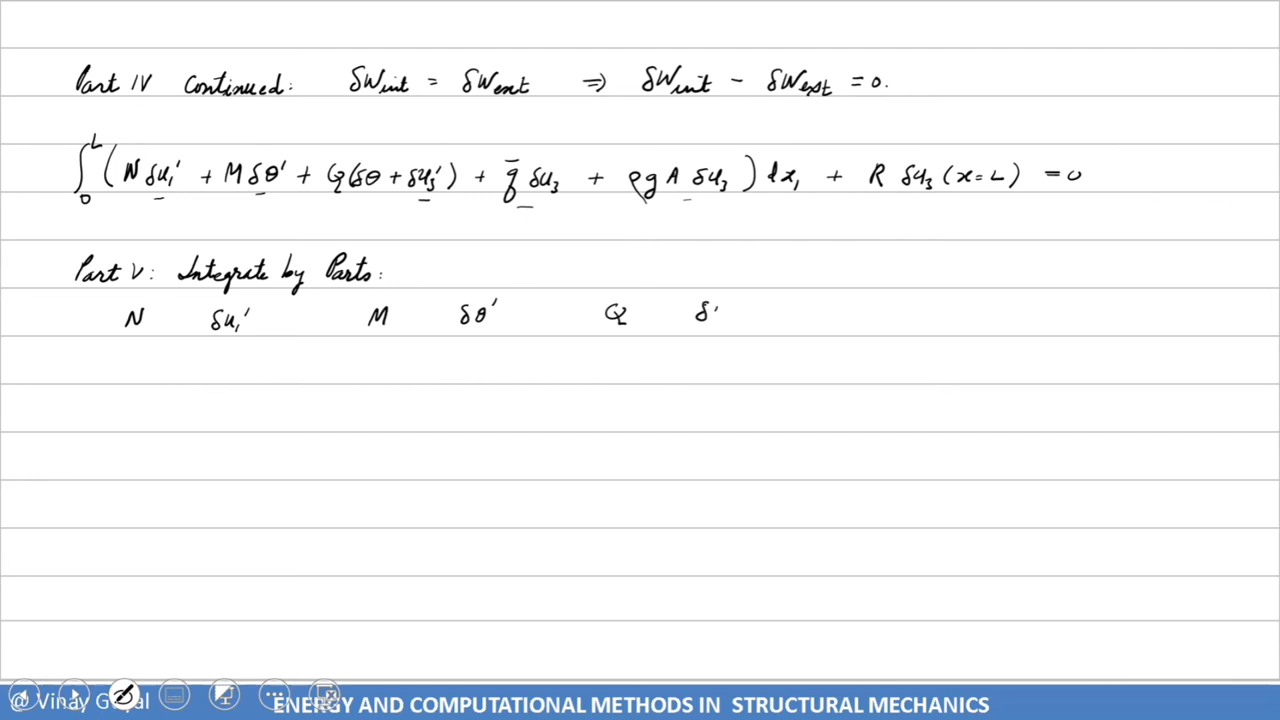 Part IV Continued: δW_int = δW_ext ⇒ δW_int - δW_ext = 0.
∫_0^L (N δu_1' + M δθ' + Q(δθ + δu_3') + q̄ δu_3 + ρg A δu_3) dx_1 + R δu_3 (x=L) = 0
Part V: Integrate by Parts:
N δu_1' M δθ' Q δ'
@ Vinay Goyal ENERGY AND COMPUTATIONAL METHODS IN STRUCTURAL MECHANICS